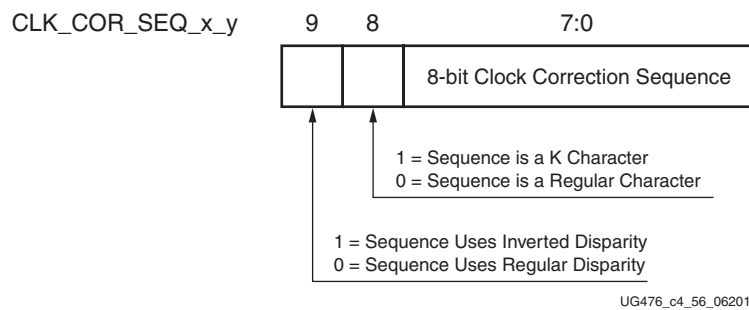 CLK_COR_SEQ_x_y 9 8 7:0
8-bit Clock Correction Sequence
1 = Sequence is a K Character
0 = Sequence is a Regular Character
1 = Sequence Uses Inverted Disparity
0 = Sequence Uses Regular Disparity
UG476_c4_56_06201